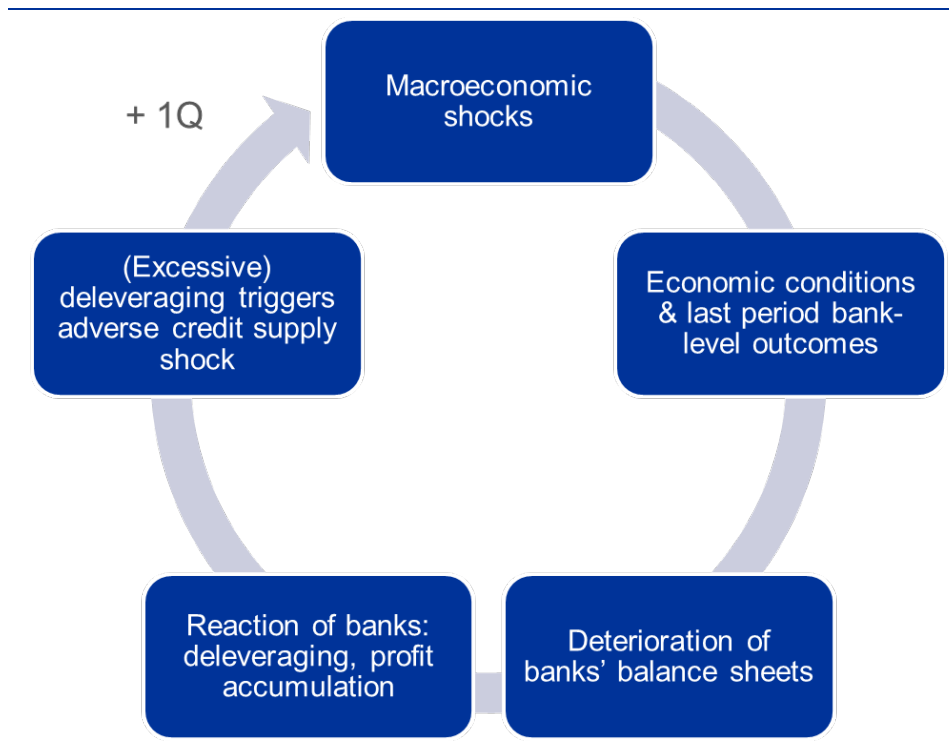 Macroeconomic
shocks
+ 1Q
Economic conditions
& last period bank-
level outcomes
Deterioration of
banks’ balance sheets
Reaction of banks:
deleveraging, profit
accumulation
(Excessive)
deleveraging triggers
adverse credit supply
shock